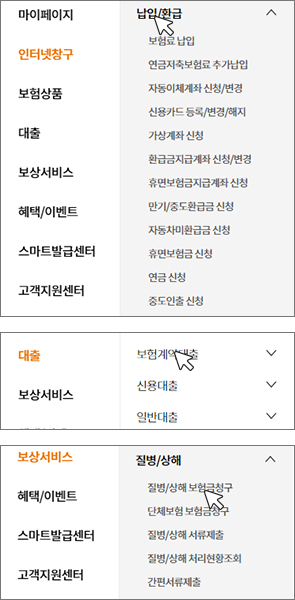 마이페이지
인터넷창구
보험상품
대출
보상서비스
혜택/이벤트
스마트발급센터
고객지원센터
납입/환급
보험료 납입
연금저축보험료 추가납입
자동이체계좌 신청/변경
신용카드 등록/변경/해지
가상계좌 신청
환급금지급계좌 신청/변경
휴면보험금지급계좌 신청
만기/중도환급금 신청
자동차미환급금 신청
휴면보험금 신청
연금 신청
중도인출 신청
대출
보상서비스
보험계약대출
신용대출
일반대출
보상서비스
혜택/이벤트
스마트발급센터
고객지원센터
질병/상해
질병/상해 보험금청구
단체보험 보험금청구
질병/상해 서류제출
질병/상해 처리현황조회
간편서류제출